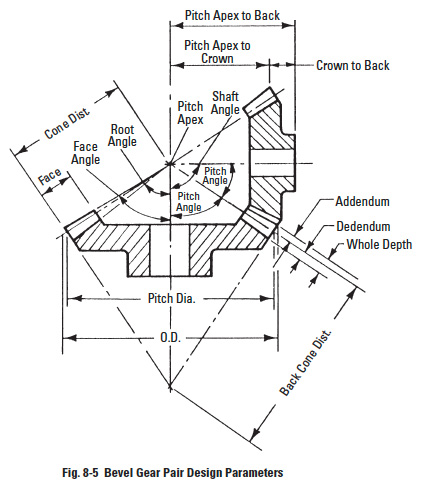 Pitch Apex to Back
Pitch Apex to
Crown
Crown to Back
Cone Dist.
Shaft
Angle
Pitch
Apex
Root
Angle
Face
Angle
Face
Pitch
Angle
Pitch
Angle
Addendum
Dedendum
Whole Depth
Pitch Dia.
O.D.
Back Cone Dist.
Fig. 8-5 Bevel Gear Pair Design Parameters